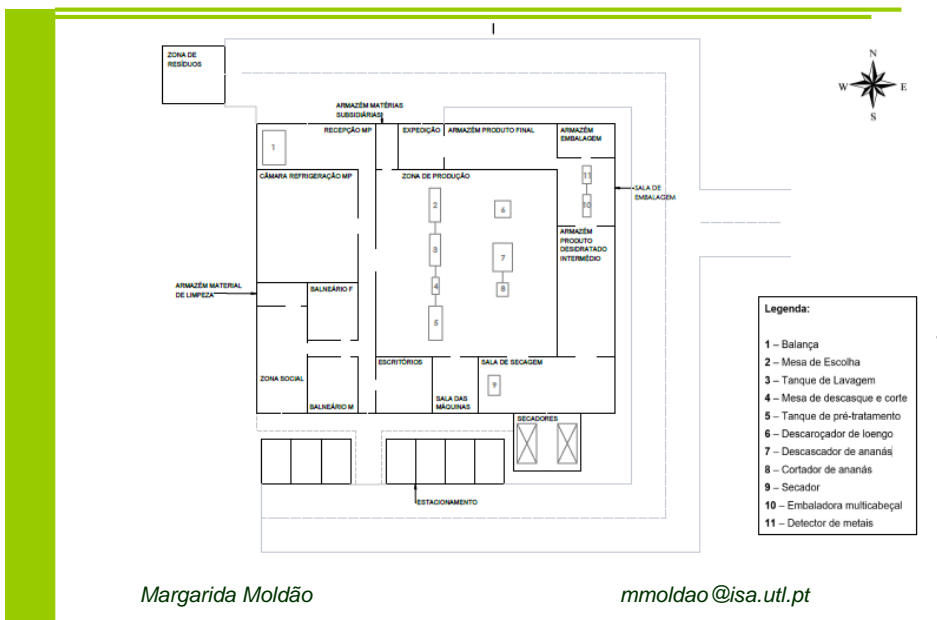 ZONA DE
RESÍDUOS
N
W
E
S
ARMAZÉM MATÉRIAS
SUBSIDIÁRIAS
RECEPÇÃO MP
EXPEDIÇÃO
ARMAZÉM PRODUTO FINAL
ARMAZÉM
EMBALAGEM
1
CÂMARA REFRIGERAÇÃO MP
ZONA DE PRODUÇÃO
11
10
SALA DE
EMBALAGEM
2
6
3
7
4
8
5
ARMAZÉM
PRODUTO
DESIDRATADO
INTERMÉDIO
ARMAZÉM MATERIAL
DE LIMPEZA
BALNEÁRIO F
ZONA SOCIAL
BALNEÁRIO M
ESCRITÓRIOS
SALA DAS
MÁQUINAS
SALA DE SECAGEM
9
SECADORES
ESTACIONAMENTO
Legenda:
1 – Balança
2 – Mesa de Escolha
3 – Tanque de Lavagem
4 – Mesa de descasque e corte
5 – Tanque de pré-tratamento
6 – Descaroçador de loengo
7 – Descascador de ananás
8 – Cortador de ananás
9 – Secador
10 – Embaladora multicabeçal
11 – Detector de metais
Margarida Moldão
mmoldao@isa.utl.pt